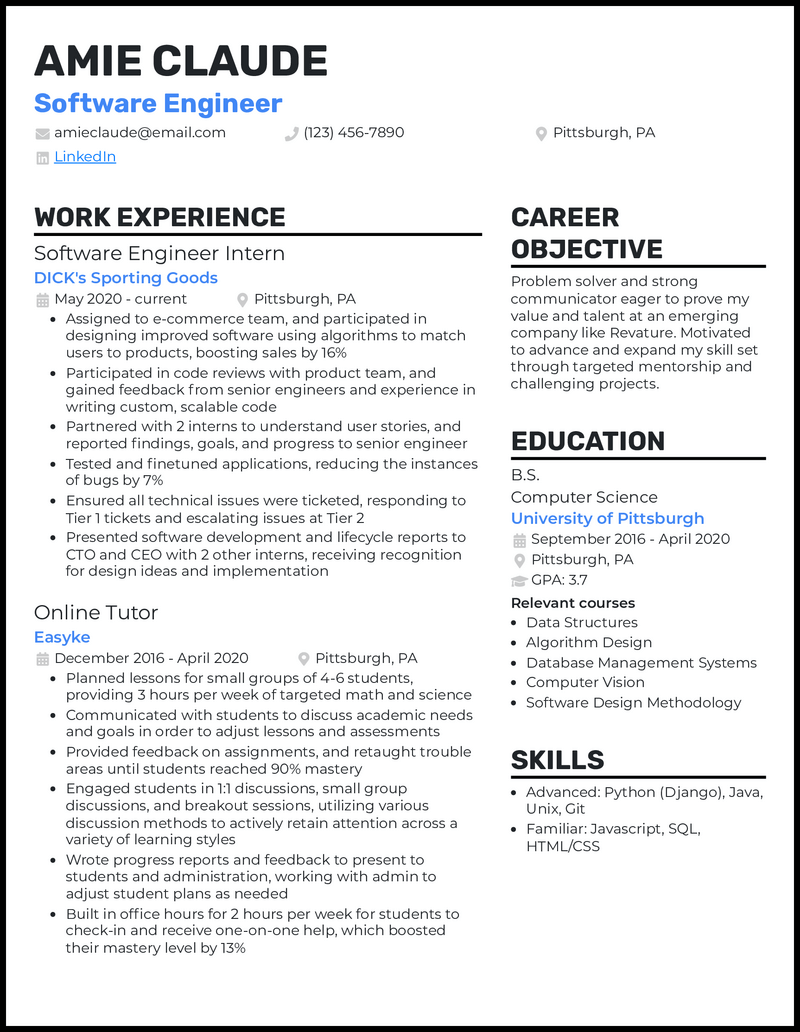 AMIE CLAUDE
Software Engineer
amieclaude@email.com
(123) 456-7890
Pittsburgh, PA
LinkedIn
WORK EXPERIENCE
Software Engineer Intern
DICK's Sporting Goods
May 2020 - current
Pittsburgh, PA
• Assigned to e-commerce team, and participated in
designing improved software using algorithms to match
users to products, boosting sales by 16%
• Participated in code reviews with product team, and
gained feedback from senior engineers and experience in
writing custom, scalable code
• Partnered with 2 interns to understand user stories, and
reported findings, goals, and progress to senior engineer
• Tested and finetuned applications, reducing the instances
of bugs by 7%
• Ensured all technical issues were ticketed, responding to
Tier 1 tickets and escalating issues at Tier 2
• Presented software development and lifecycle reports to
CTO and CEO with 2 other interns, receiving recognition
for design ideas and implementation
Online Tutor
Easyke
December 2016 - April 2020
Pittsburgh, PA
• Planned lessons for small groups of 4-6 students,
providing 3 hours per week of targeted math and science
• Communicated with students to discuss academic needs
and goals in order to adjust lessons and assessments
• Provided feedback on assignments, and retaught trouble
areas until students reached 90% mastery
• Engaged students in 1:1 discussions, small group
discussions, and breakout sessions, utilizing various
discussion methods to actively retain attention across a
variety of learning styles
• Wrote progress reports and feedback to present to
students and administration, working with admin to
adjust student plans as needed
• Built in office hours for 2 hours per week for students to
check-in and receive one-on-one help, which boosted
their mastery level by 13%
CAREER
OBJECTIVE
Problem solver and strong
communicator eager to prove my
value and talent at an emerging
company like Revature. Motivated
to advance and expand my skill set
through targeted mentorship and
challenging projects.
EDUCATION
B.S.
Computer Science
University of Pittsburgh
September 2016 - April 2020
Pittsburgh, PA
GPA: 3.7
Relevant courses
• Data Structures
• Algorithm Design
• Database Management Systems
• Computer Vision
• Software Design Methodology
SKILLS
• Advanced: Python (Django), Java,
Unix, Git
• Familiar: Javascript, SQL,
HTML/CSS